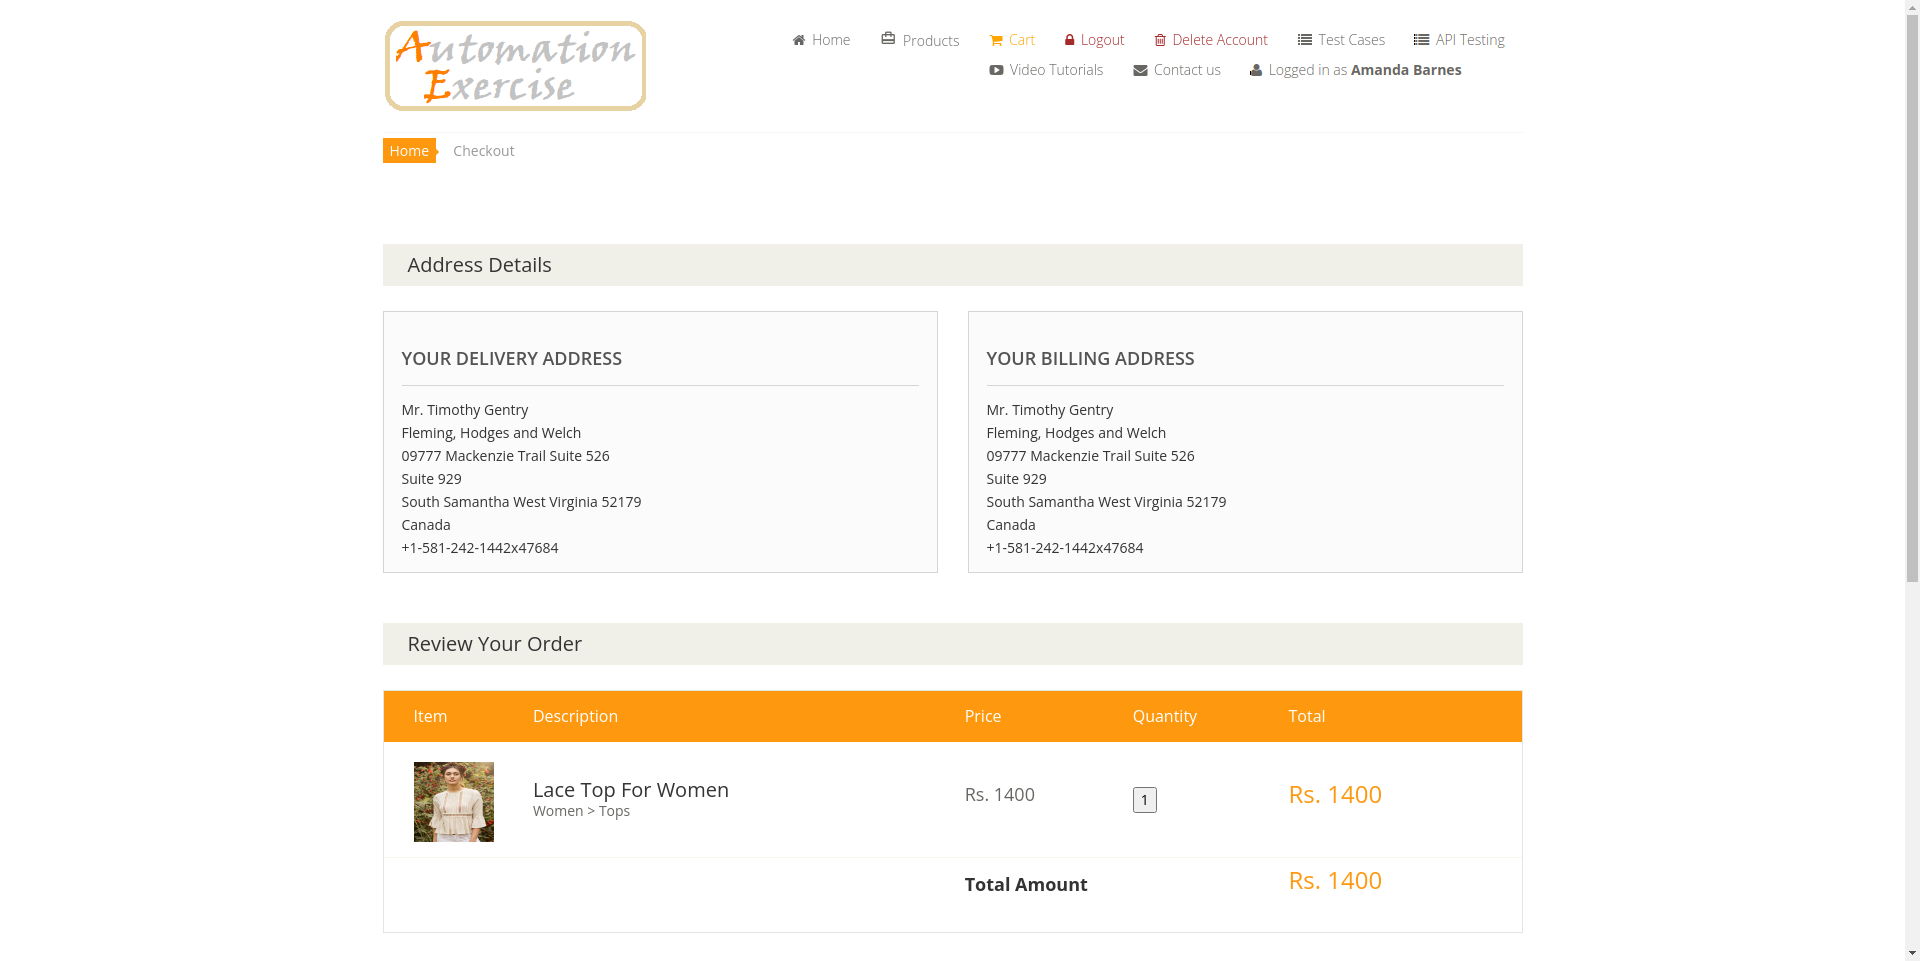 Automation
Exercise
Home
Products
Cart
Logout
Delete Account
Test Cases
API Testing
Video Tutorials
Contact us
Logged in as Amanda Barnes
Home
Checkout
Address Details
YOUR DELIVERY ADDRESS
Mr. Timothy Gentry
Fleming, Hodges and Welch
09777 Mackenzie Trail Suite 526
Suite 929
South Samantha West Virginia 52179
Canada
+1-581-242-1442x47684
YOUR BILLING ADDRESS
Mr. Timothy Gentry
Fleming, Hodges and Welch
09777 Mackenzie Trail Suite 526
Suite 929
South Samantha West Virginia 52179
Canada
+1-581-242-1442x47684
Review Your Order
Item Description Price Quantity Total
Lace Top For Women
Women > Tops
Rs. 1400
1
Rs. 1400
Total Amount
Rs. 1400